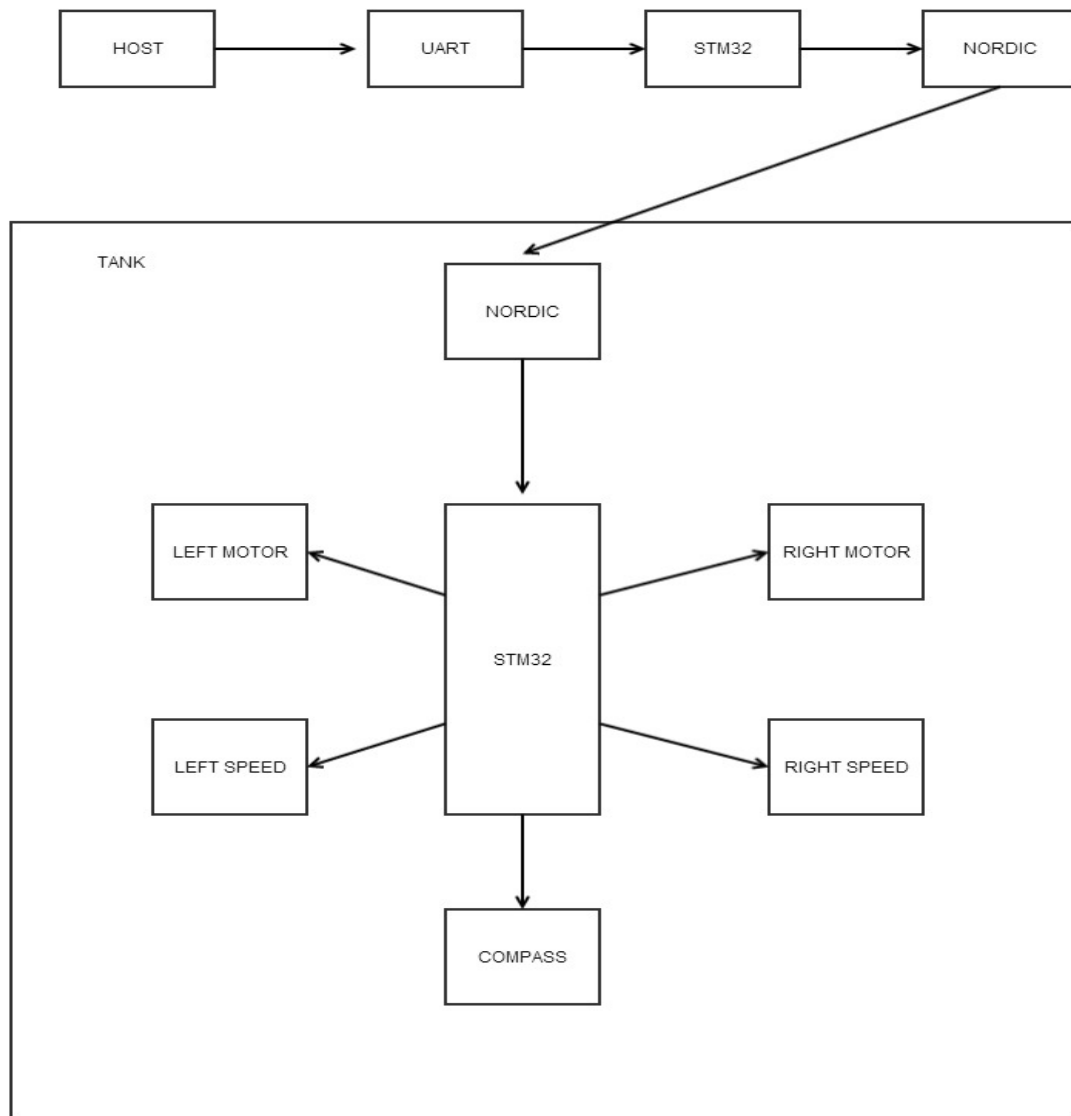 HOST
UART
STM32
NORDIC
TANK
NORDIC
LEFT MOTOR
RIGHT MOTOR
STM32
LEFT SPEED
RIGHT SPEED
COMPASS